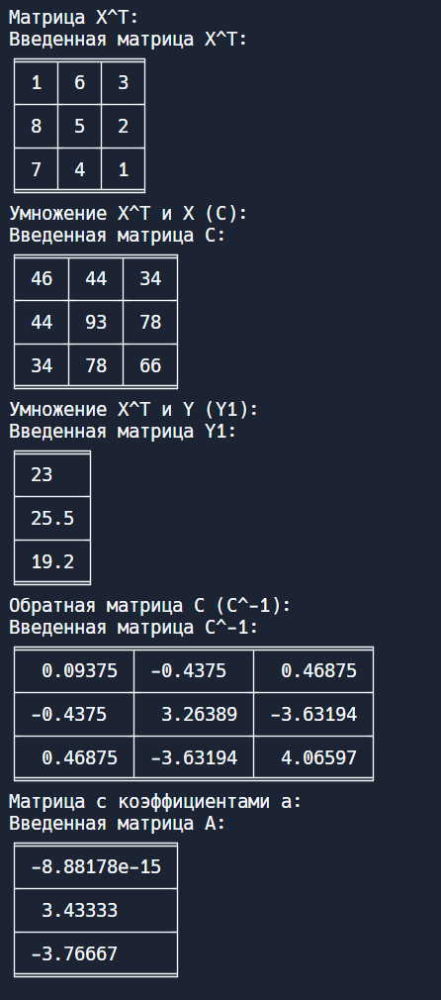 Матрица X^T:
Введенная матрица X^T:
1 6 3
8 5 2
7 4 1
Умножение X^T и X (C):
Введенная матрица C:
46 44 34
44 93 78
34 78 66
Умножение X^T и Y (Y1):
Введенная матрица Y1:
23
25.5
19.2
Обратная матрица C (C^-1):
Введенная матрица C^-1:
0.09375 -0.4375 0.46875
-0.4375 3.26389 -3.63194
0.46875 -3.63194 4.06597
Матрица с коэффициентами a:
Введенная матрица A:
-8.88178e-15
3.43333
-3.76667